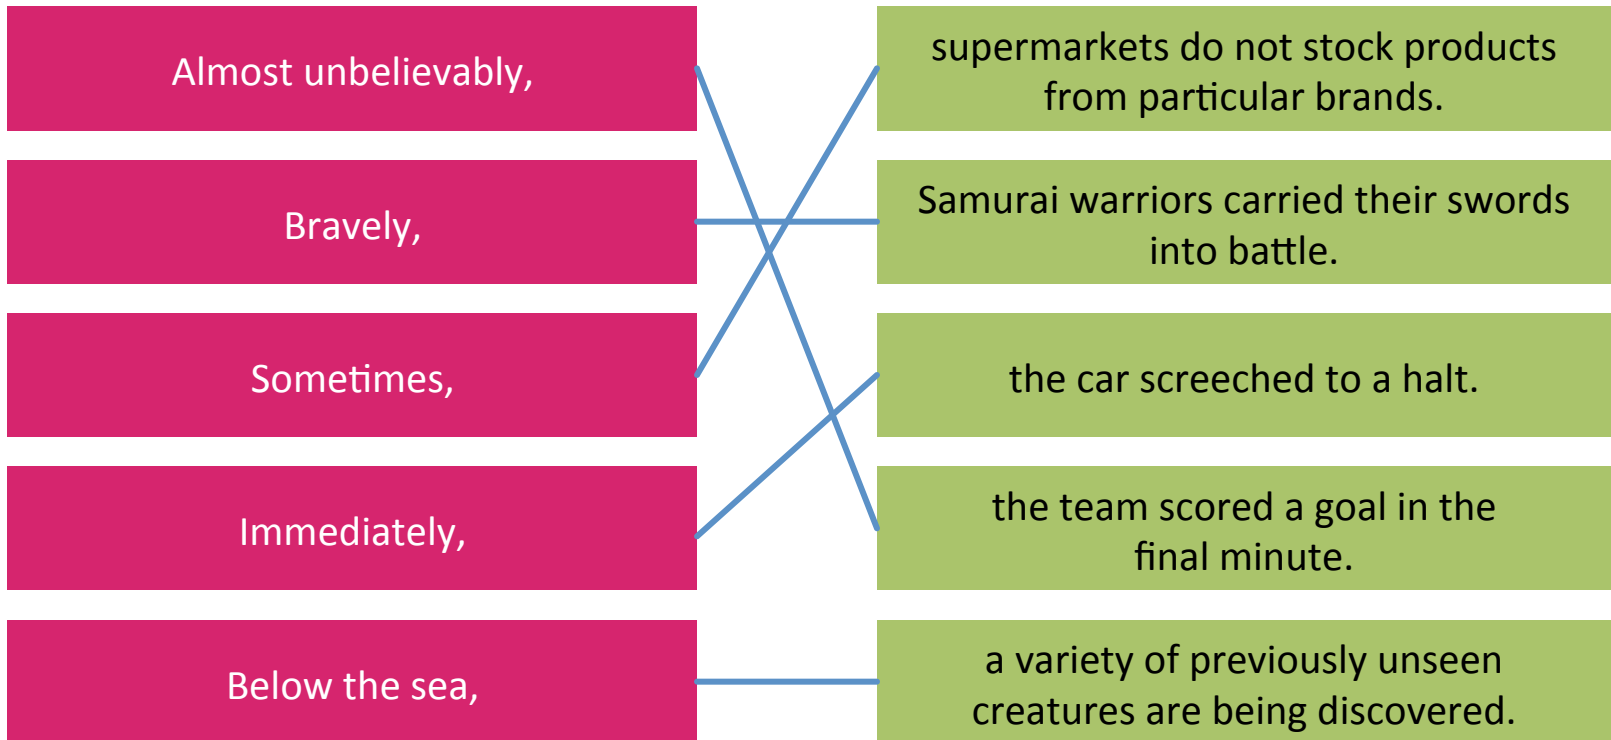 Almost unbelievably,
supermarkets do not stock products
from particular brands.
Bravely,
Samurai warriors carried their swords
into battle.
Sometimes,
the car screeched to a halt.
Immediately,
the team scored a goal in the
final minute.
Below the sea,
a variety of previously unseen
creatures are being discovered.